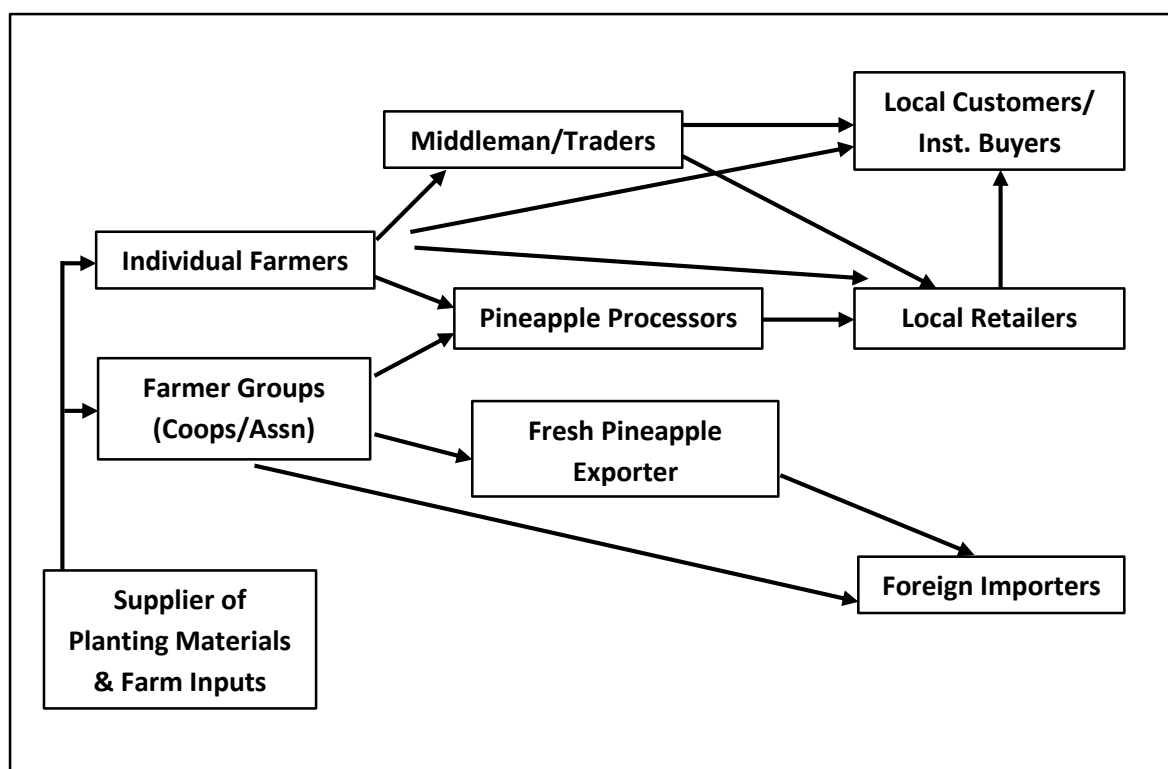 Local Customers/
Inst. Buyers
Middleman/Traders
Individual Farmers
Pineapple Processors
Local Retailers
Farmer Groups
(Coops/Assn)
Fresh Pineapple
Exporter
Foreign Importers
Supplier of
Planting Materials
& Farm Inputs